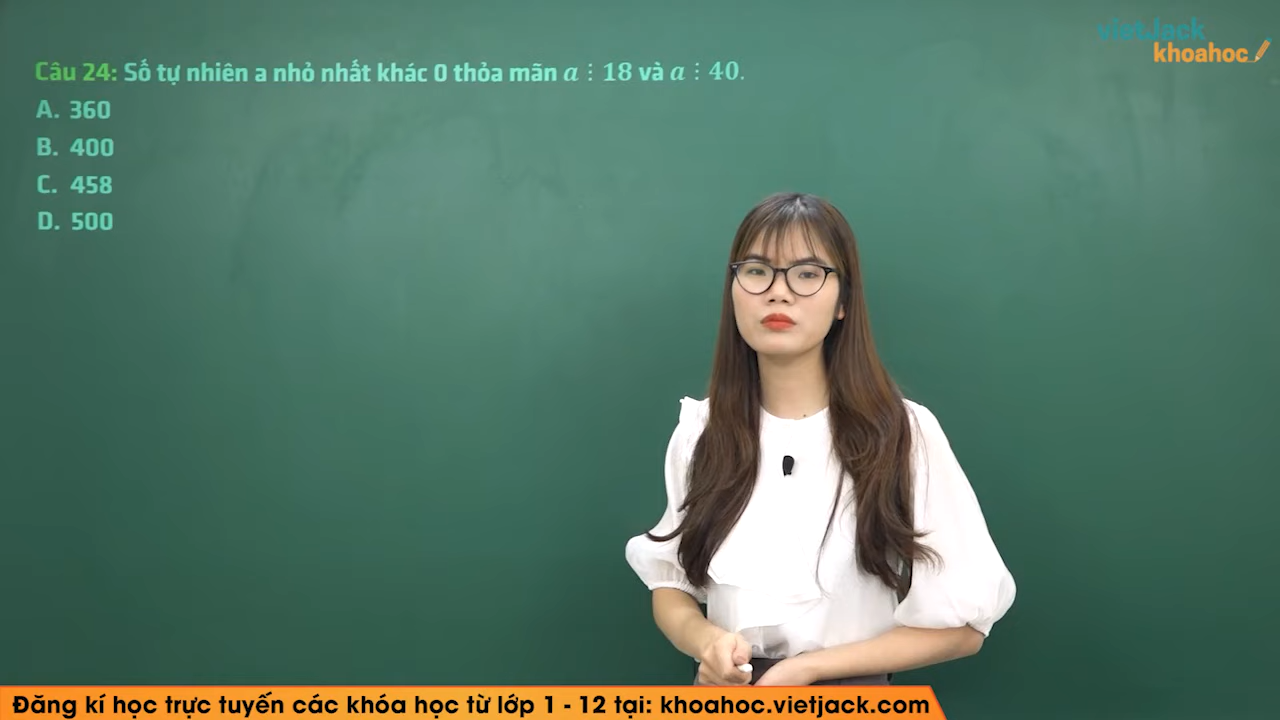 vietJack
khoahoc
Câu 24: Số tự nhiên a nhỏ nhất khác 0 thỏa mãn a ⋮ 18 và a ⋮ 40.
A. 360
B. 400
C. 458
D. 500
Đăng kí học trực tuyến các khóa học từ lớp 1 - 12 tại: khoahoc.vietjack.com